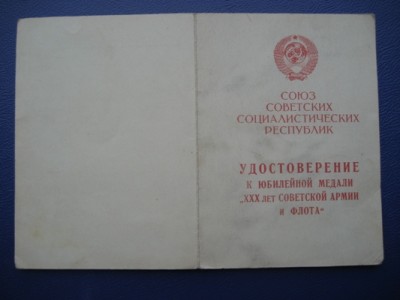 СОЮЗ
СОВЕТСКИХ
СОЦИАЛИСТИЧЕСКИХ
РЕСПУБЛИК
УДОСТОВЕРЕНИЕ
К ЮБИЛЕЙНОЙ МЕДАЛИ
„XXX ЛЕТ СОВЕТСКОЙ АРМИИ
И ФЛОТА“